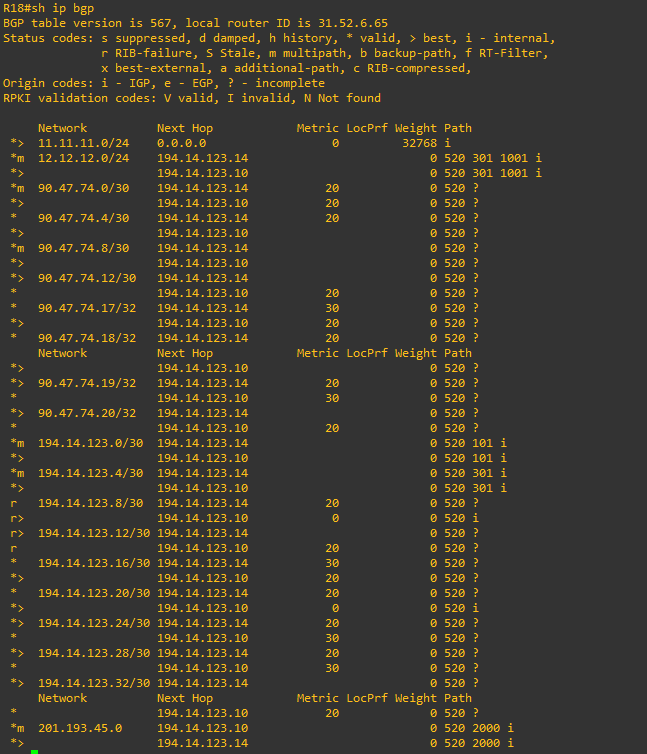 R18#sh ip bgp
BGP table version is 567, local router ID is 31.52.6.65
Status codes: s suppressed, d damped, h history, * valid, > best, i - internal,
              r RIB-failure, S Stale, m multipath, b backup-path, f RT-Filter,
              x best-external, a additional-path, c RIB-compressed,
Origin codes: i - IGP, e - EGP, ? - incomplete
RPKI validation codes: V valid, I invalid, N Not found
     Network          Next Hop            Metric LocPrf Weight Path
 *>  11.11.11.0/24    0.0.0.0                  0         32768 i
 *m  12.12.12.0/24    194.14.123.14                          0 520 301 1001 i
 *>                   194.14.123.10                          0 520 301 1001 i
 *m  90.47.74.0/30    194.14.123.14           20             0 520 ?
 *>                   194.14.123.10           20             0 520 ?
 *   90.47.74.4/30    194.14.123.14           20             0 520 ?
 *>                   194.14.123.10                          0 520 ?
 *m  90.47.74.8/30    194.14.123.14                          0 520 ?
 *>                   194.14.123.10                          0 520 ?
 *>  90.47.74.12/30   194.14.123.14                          0 520 ?
 *                    194.14.123.10           20             0 520 ?
 *   90.47.74.17/32   194.14.123.14           30             0 520 ?
 *>                   194.14.123.10           20             0 520 ?
 *   90.47.74.18/32   194.14.123.14           20             0 520 ?
     Network          Next Hop            Metric LocPrf Weight Path
 *>                   194.14.123.10                          0 520 ?
 *>  90.47.74.19/32   194.14.123.14           20             0 520 ?
 *                    194.14.123.10           30             0 520 ?
 *>  90.47.74.20/32   194.14.123.14                          0 520 ?
 *                    194.14.123.10           20             0 520 ?
 *m  194.14.123.0/30  194.14.123.14                          0 520 101 i
 *>                   194.14.123.10                          0 520 101 i
 *m  194.14.123.4/30  194.14.123.14                          0 520 301 i
 *>                   194.14.123.10                          0 520 301 i
 r   194.14.123.8/30  194.14.123.14           20             0 520 ?
 r>                   194.14.123.10            0             0 520 i
 r>  194.14.123.12/30 194.14.123.14                          0 520 ?
 r                    194.14.123.10           20             0 520 ?
 *   194.14.123.16/30 194.14.123.14           30             0 520 ?
 *>                   194.14.123.10           20             0 520 ?
 *   194.14.123.20/30 194.14.123.14           20             0 520 ?
 *>                   194.14.123.10            0             0 520 i
 *>  194.14.123.24/30 194.14.123.14           20             0 520 ?
 *                    194.14.123.10           30             0 520 ?
 *>  194.14.123.28/30 194.14.123.14           20             0 520 ?
 *                    194.14.123.10           30             0 520 ?
 *>  194.14.123.32/30 194.14.123.14                          0 520 ?
     Network          Next Hop            Metric LocPrf Weight Path
 *                    194.14.123.10           20             0 520 ?
 *m  201.193.45.0     194.14.123.10                          0 520 2000 i
 *>                   194.14.123.14                          0 520 2000 i